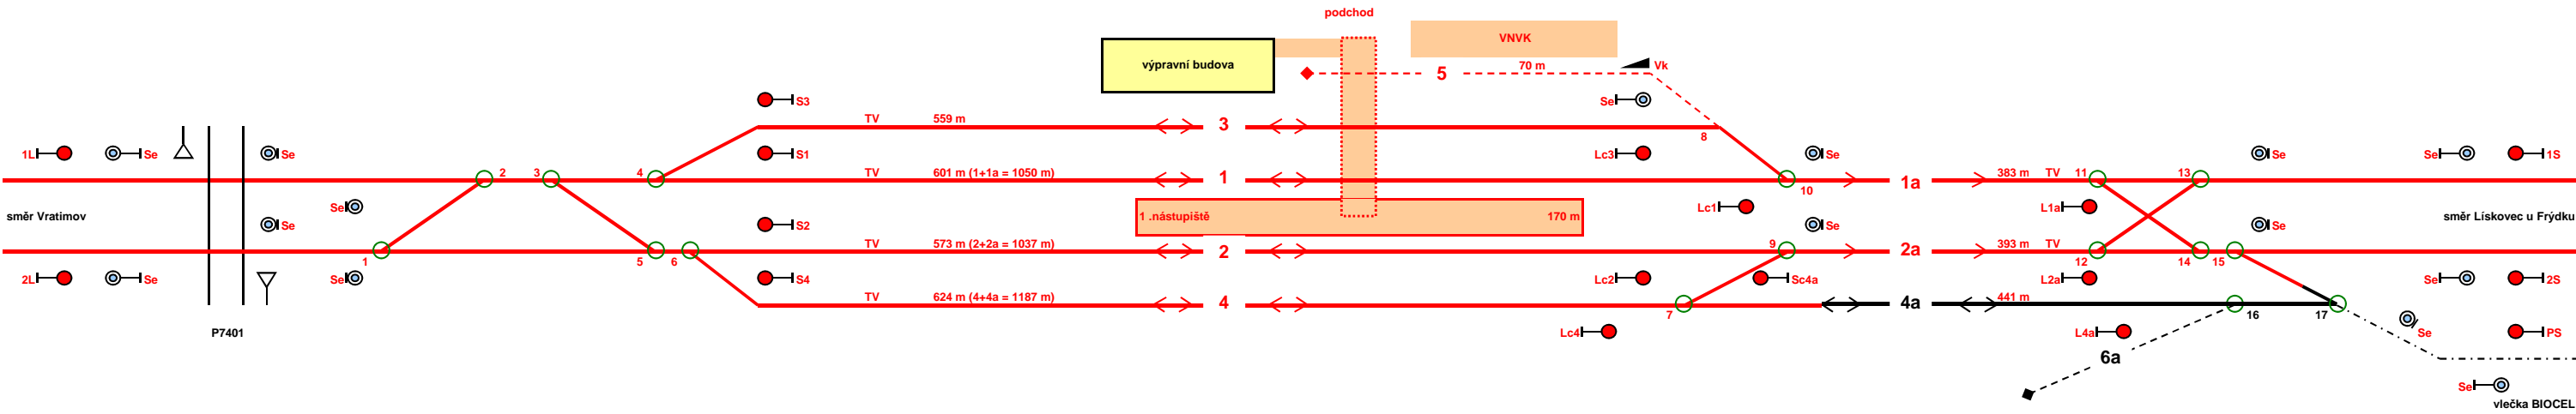 podchod
VNVK
výpravní budova
5
70 m
Vk
S3
Se
TV
559 m
3
8
1L
Se
Se
S1
Lc3
Se
Se
Se
1S
2
3
4
TV
601 m (1+1a = 1050 m)
1
10
1a
383 m
TV
11
13
směr Vratimov
Se
Se
S2
1 .nástupiště
170 m
Lc1
Se
L1a
Se
směr Lískovec u Frýdku
1
5
6
TV
573 m (2+2a = 1037 m)
2
9
2a
393 m
TV
12
14
15
2L
Se
Se
S4
Lc2
Sc4a
L2a
Se
2S
TV
624 m (4+4a = 1187 m)
4
7
4a
441 m
16
17
P7401
Lc4
L4a
Se
PS
6a
Se
vlečka BIOCEL